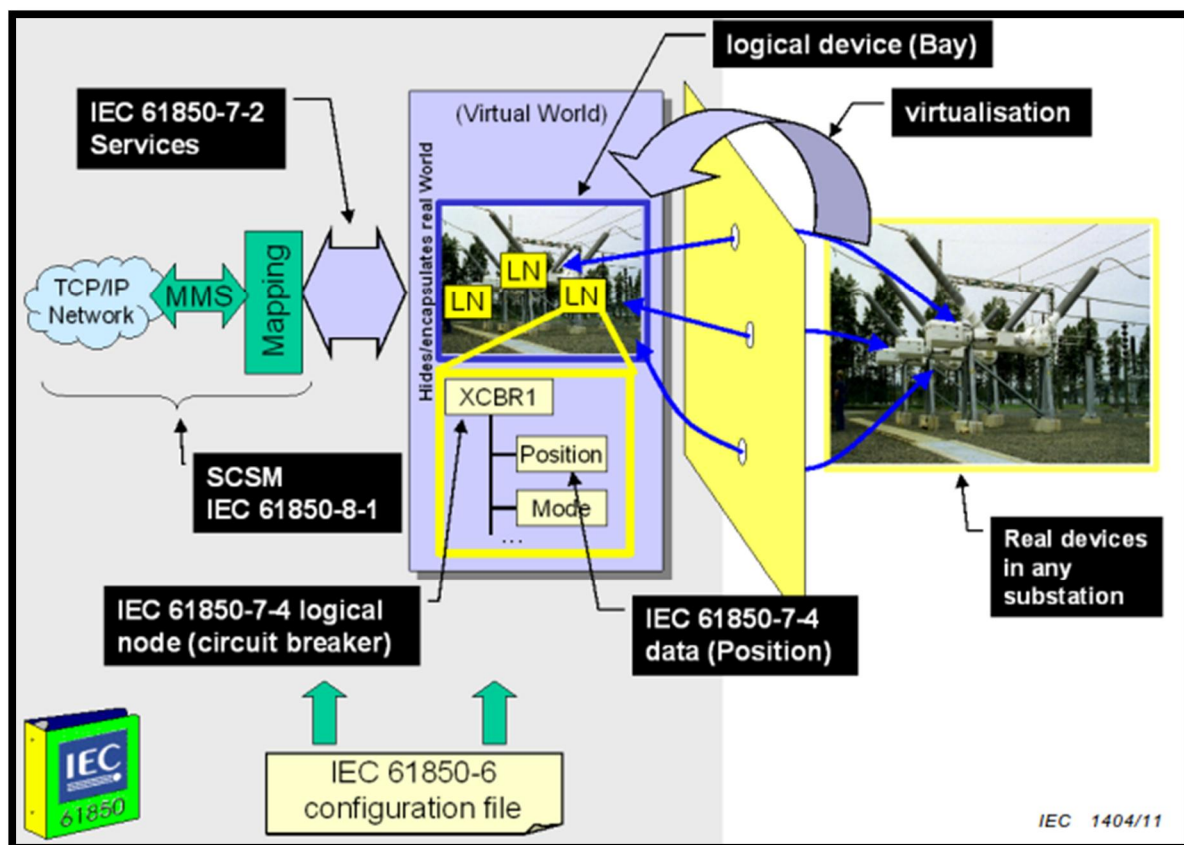 logical device (Bay)
IEC 61850-7-2
Services
(Virtual World)
virtualisation
Hides/encapsulates real World
LN
LN
LN
TCP/IP
Network
MMS
Mapping
XCBR1
Position
Mode
...
SCSM
IEC 61850-8-1
Real devices
in any
substation
IEC 61850-7-4 logical
node (circuit breaker)
IEC 61850-7-4
data (Position)
IEC
61850
IEC 61850-6
configuration file
IEC 1404/11